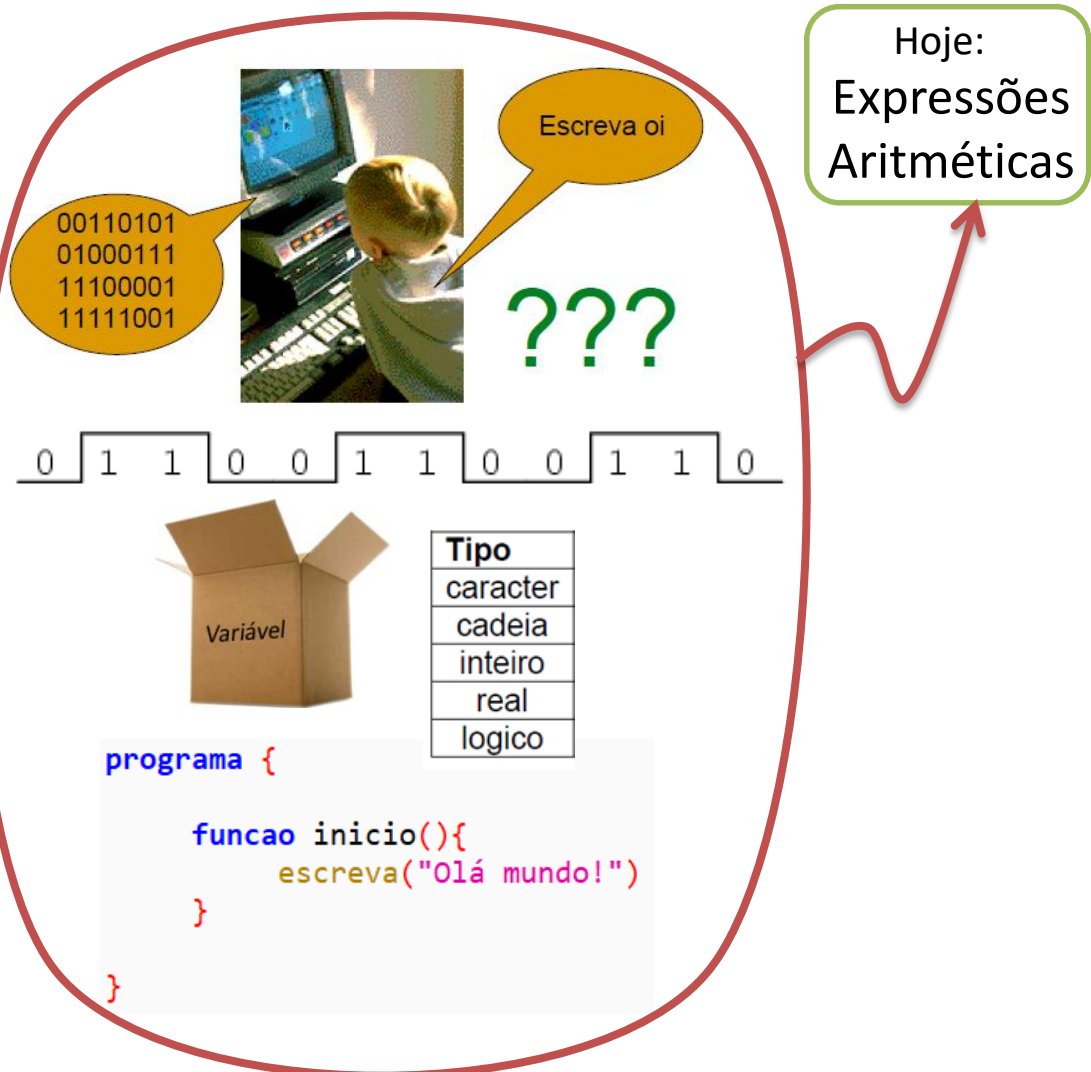 Hoje:
Expressões
Aritméticas
Escreva oi
00110101
01000111
11100001
11111001
???
0 1 1 0 0 1 1 0 0 1 1 0
Variável
Tipo
caracter
cadeia
inteiro
real
logico
programa {
funcao inicio(){
escreva("Olá mundo!")
}
}